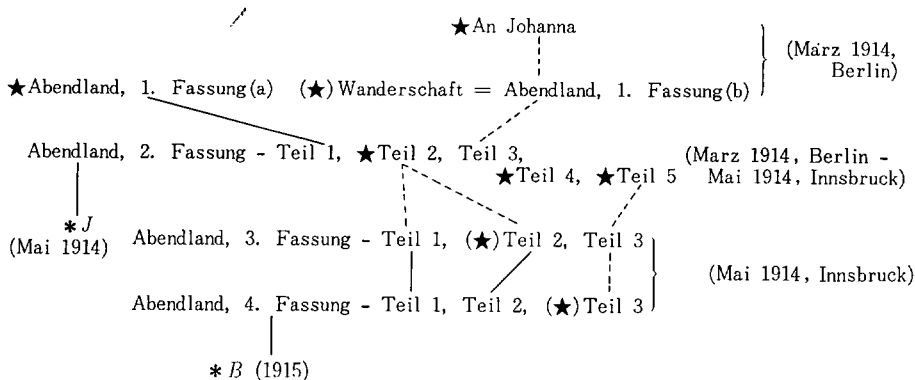 ★An Johanna
(März 1914,
Berlin)
★Abendland, 1. Fassung(a) (★)Wanderschaft = Abendland, 1. Fassung(b)
Abendland, 2. Fassung - Teil 1, ★Teil 2, Teil 3,
★Teil 4, ★Teil 5
(Marz 1914, Berlin -
Mai 1914, Innsbruck)
*J
(Mai 1914)
Abendland, 3. Fassung - Teil 1, (★)Teil 2, Teil 3
(Mai 1914, Innsbruck)
Abendland, 4. Fassung - Teil 1, Teil 2, (★)Teil 3
*B (1915)